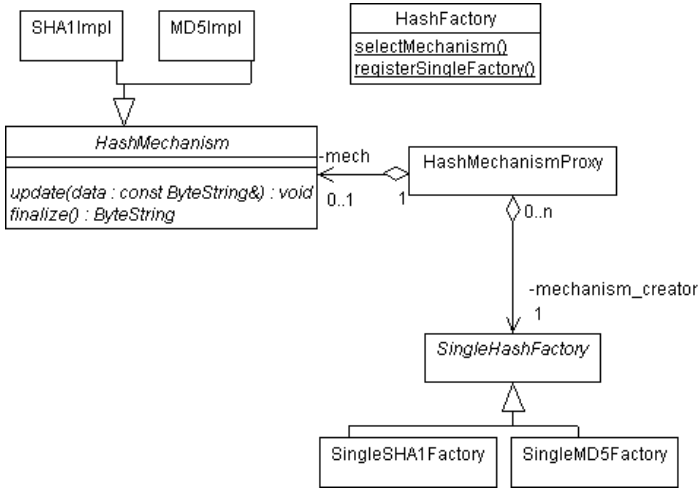 SHA1Impl
MD5Impl
HashFactory
selectMechanism()
registerSingleFactory()
HashMechanism
update(data : const ByteString&) : void
finalize() : ByteString
-mech
0..1
1
HashMechanismProxy
0..n
-mechanism_creator
1
SingleHashFactory
SingleSHA1Factory
SingleMD5Factory